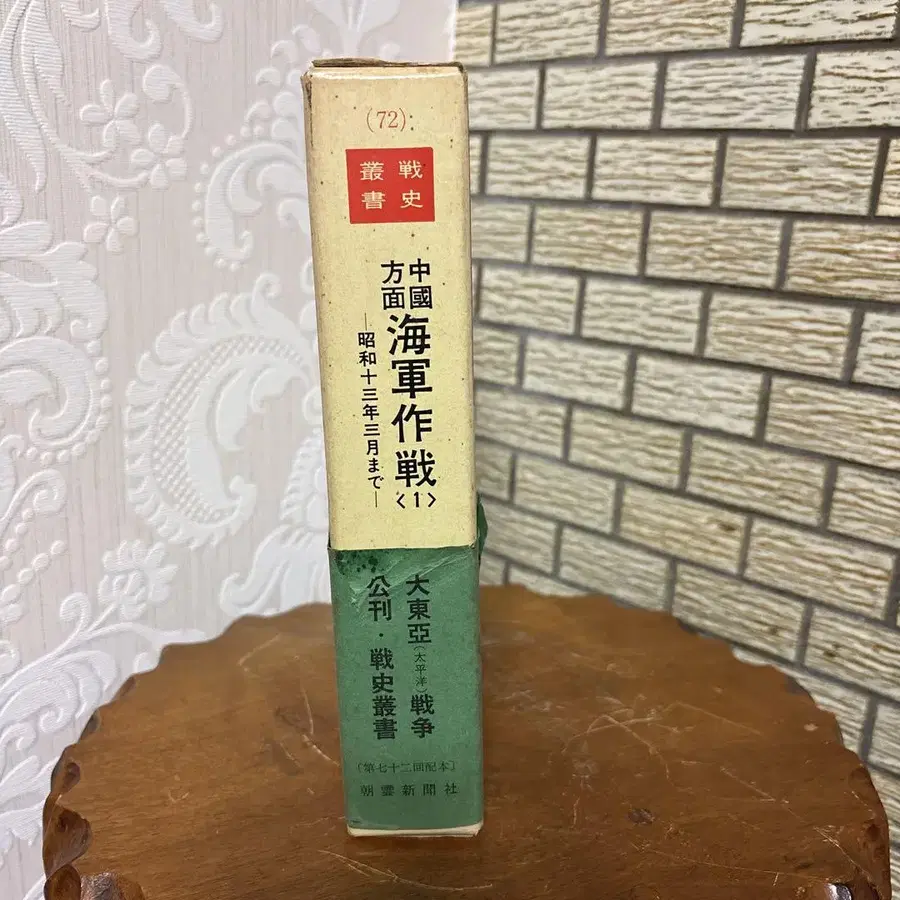 (72)
戦史
叢書
中國
方面
海軍作戦〈1〉
―昭和十三年三月まで―
大東亞(太平洋)戦争
公刊・戦史叢書
〔第七十二回配本〕
朝雲新聞社